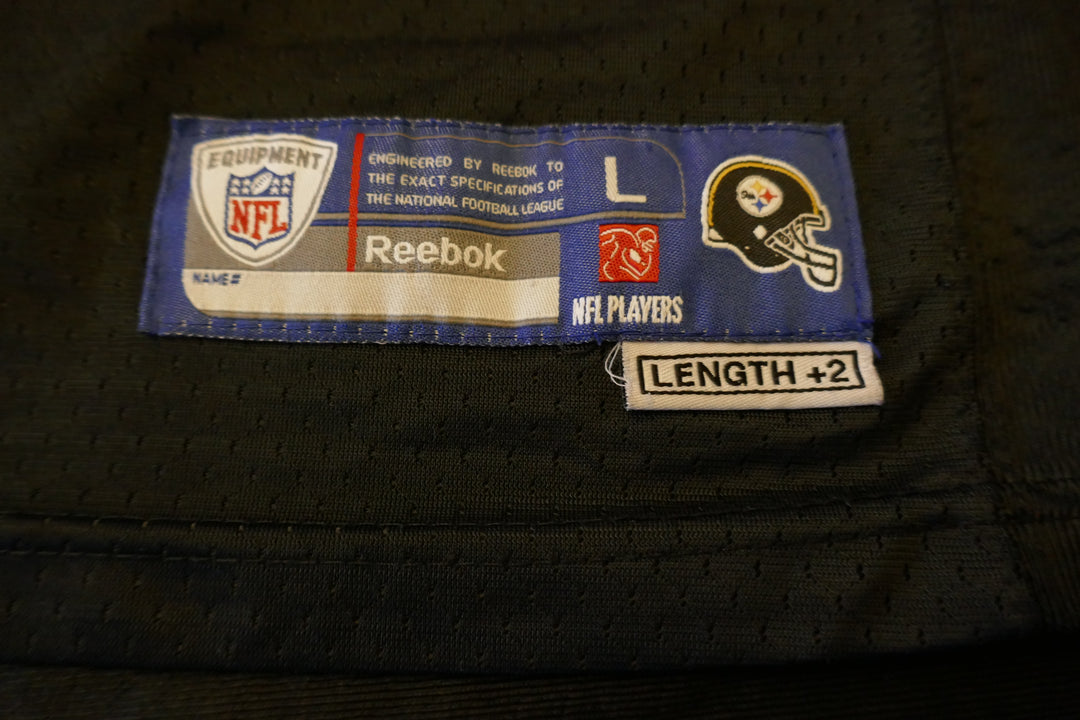 EQUIPMENT
NFL
ENGINEERED BY REEBOK TO
THE EXACT SPECIFICATIONS OF
THE NATIONAL FOOTBALL LEAGUE
Reebok
NAME#
L
NFL PLAYERS
LENGTH +2